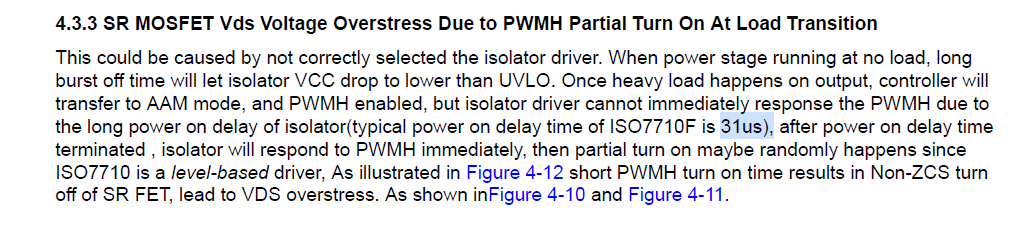 4.3.3 SR MOSFET Vds Voltage Overstress Due to PWMH Partial Turn On At Load Transition
This could be caused by not correctly selected the isolator driver. When power stage running at no load, long
burst off time will let isolator VCC drop to lower than UVLO. Once heavy load happens on output, controller will
transfer to AAM mode, and PWMH enabled, but isolator driver cannot immediately response the PWMH due to
the long power on delay of isolator(typical power on delay time of ISO7710F is 31us), after power on delay time
terminated , isolator will respond to PWMH immediately, then partial turn on maybe randomly happens since
ISO7710 is a level-based driver, As illustrated in Figure 4-12 short PWMH turn on time results in Non-ZCS turn
off of SR FET, lead to VDS overstress. As shown inFigure 4-10 and Figure 4-11.